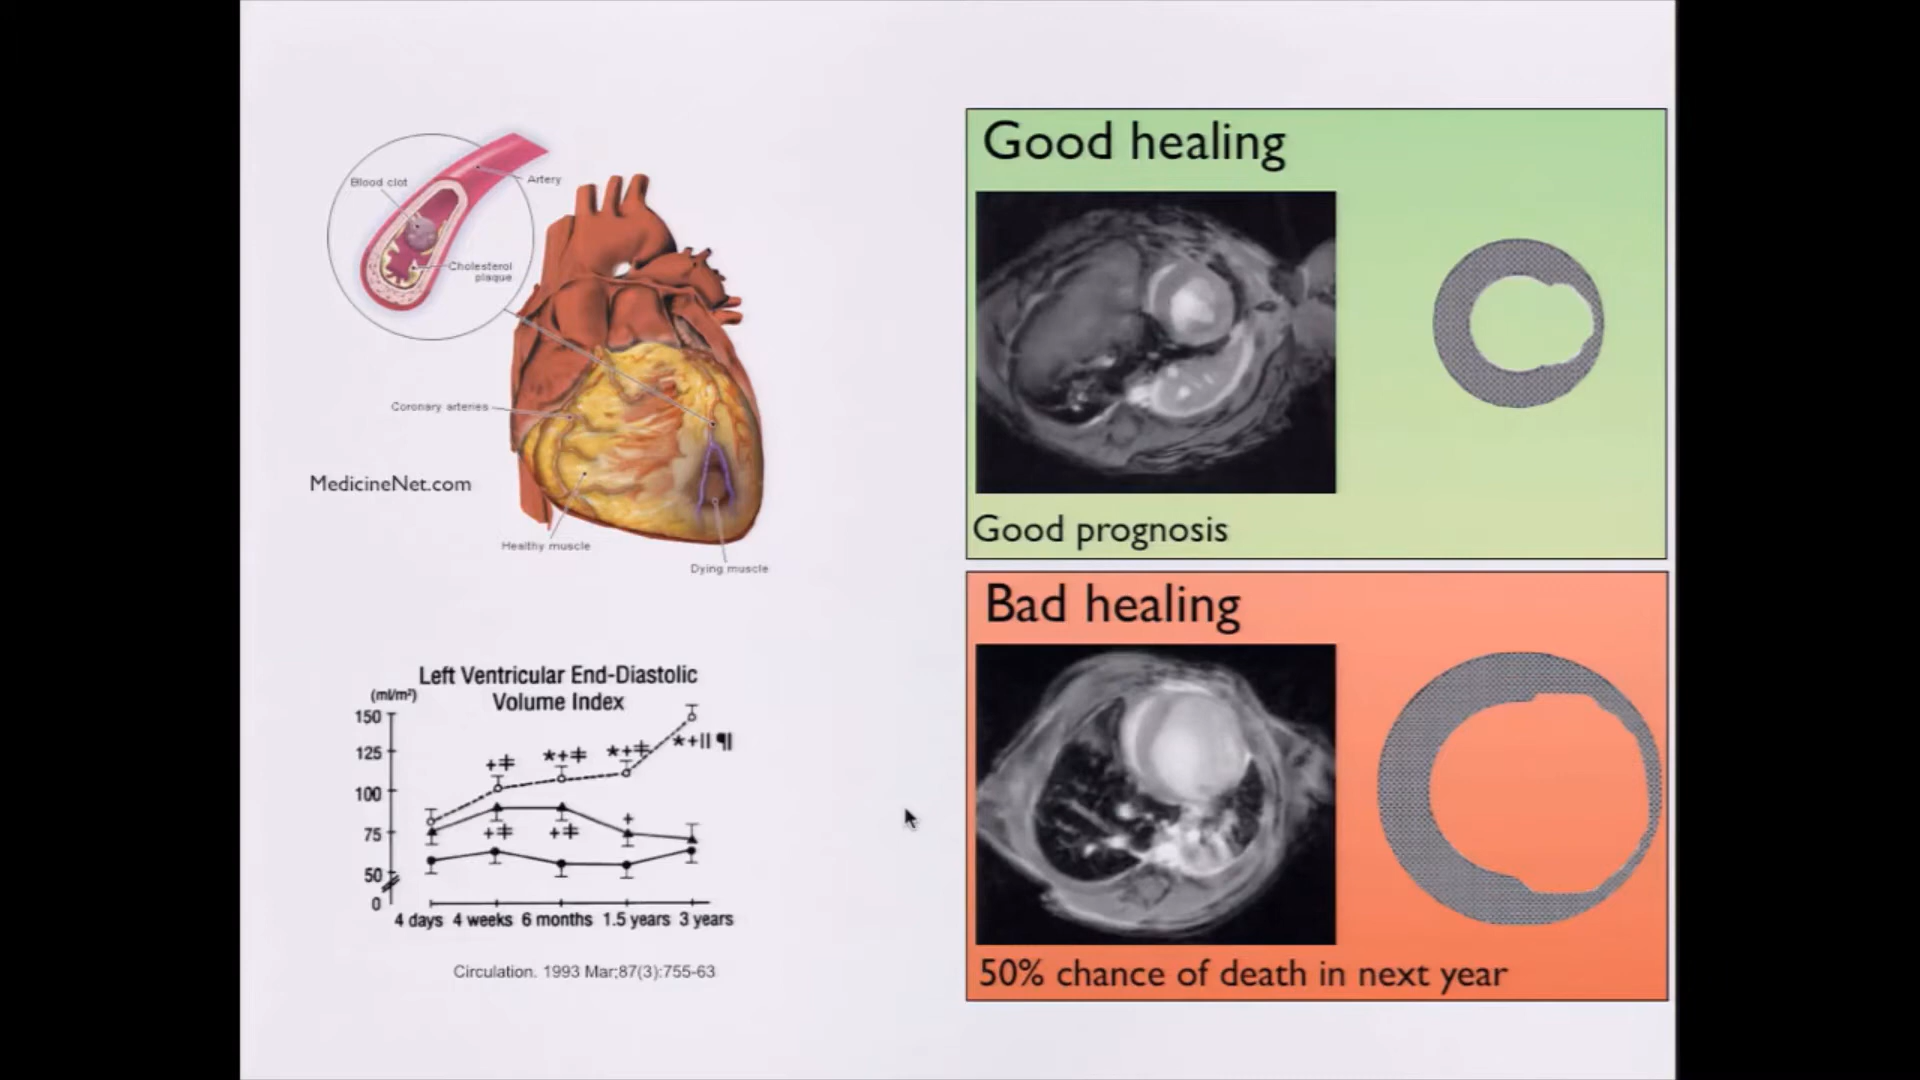 Blood clot
Artery
Cholesterol
plaque
Coronary arteries
MedicineNet.com
Healthy muscle
Dying muscle
Left Ventricular End-Diastolic
Volume Index
(ml/m²)
150
125
100
75
50
0
+ǂ
*+ǂ
*+ǂ
*+|| ¶|
+ǂ
+ǂ
+
4 days 4 weeks 6 months 1.5 years 3 years
Circulation. 1993 Mar;87(3):755-63
Good healing
Good prognosis
Bad healing
50% chance of death in next year